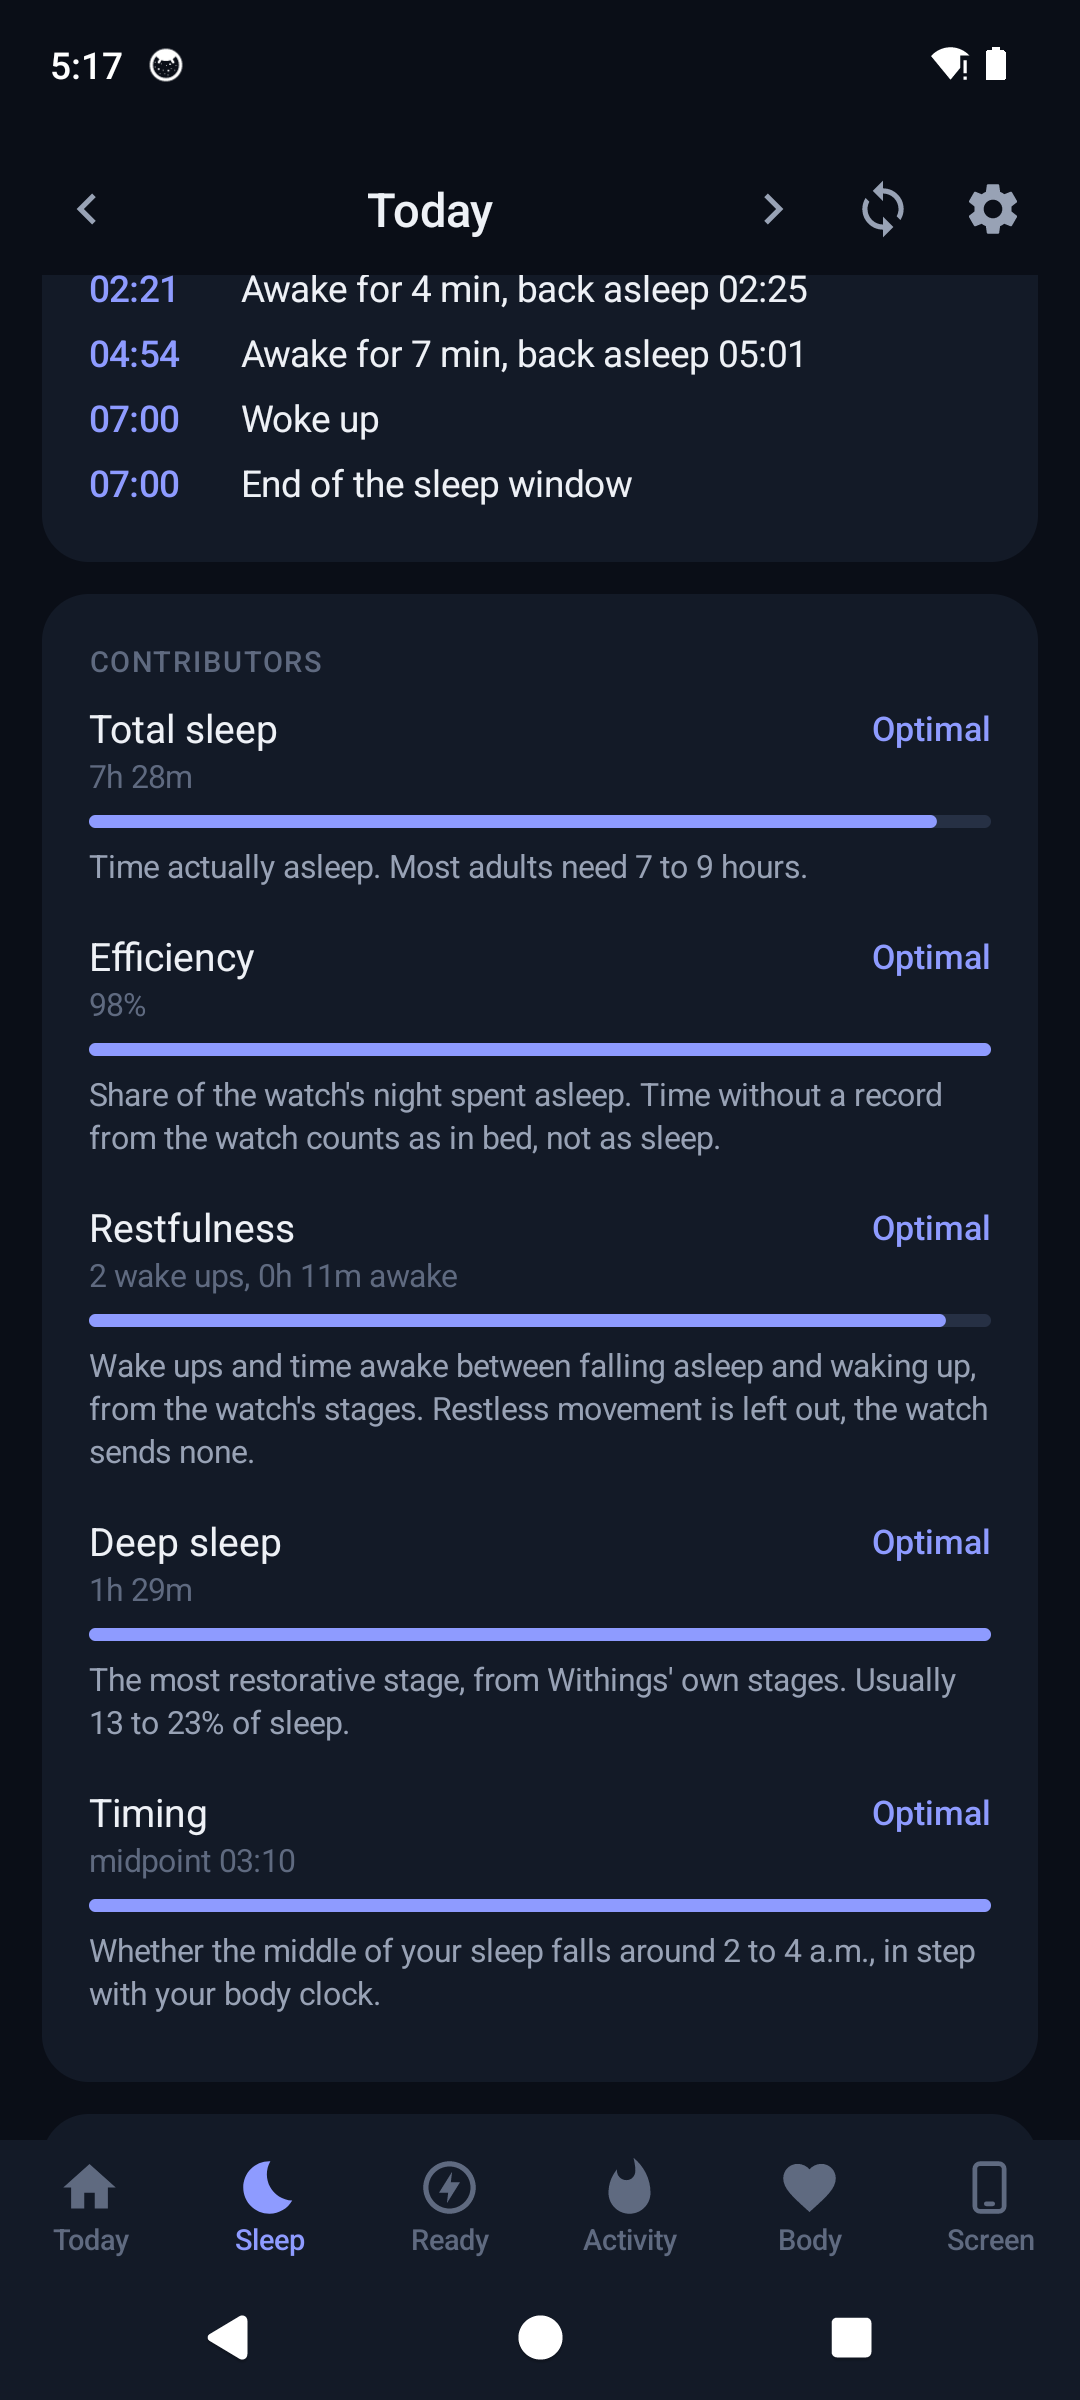 5:17
Today
02:21 Awake for 4 min, back asleep 02:25
04:54 Awake for 7 min, back asleep 05:01
07:00 Woke up
07:00 End of the sleep window
CONTRIBUTORS
Total sleep Optimal
7h 28m
Time actually asleep. Most adults need 7 to 9 hours.
Efficiency Optimal
98%
Share of the watch's night spent asleep. Time without a record
from the watch counts as in bed, not as sleep.
Restfulness Optimal
2 wake ups, 0h 11m awake
Wake ups and time awake between falling asleep and waking up,
from the watch's stages. Restless movement is left out, the watch
sends none.
Deep sleep Optimal
1h 29m
The most restorative stage, from Withings' own stages. Usually
13 to 23% of sleep.
Timing Optimal
midpoint 03:10
Whether the middle of your sleep falls around 2 to 4 a.m., in step
with your body clock.
Today Sleep Ready Activity Body Screen